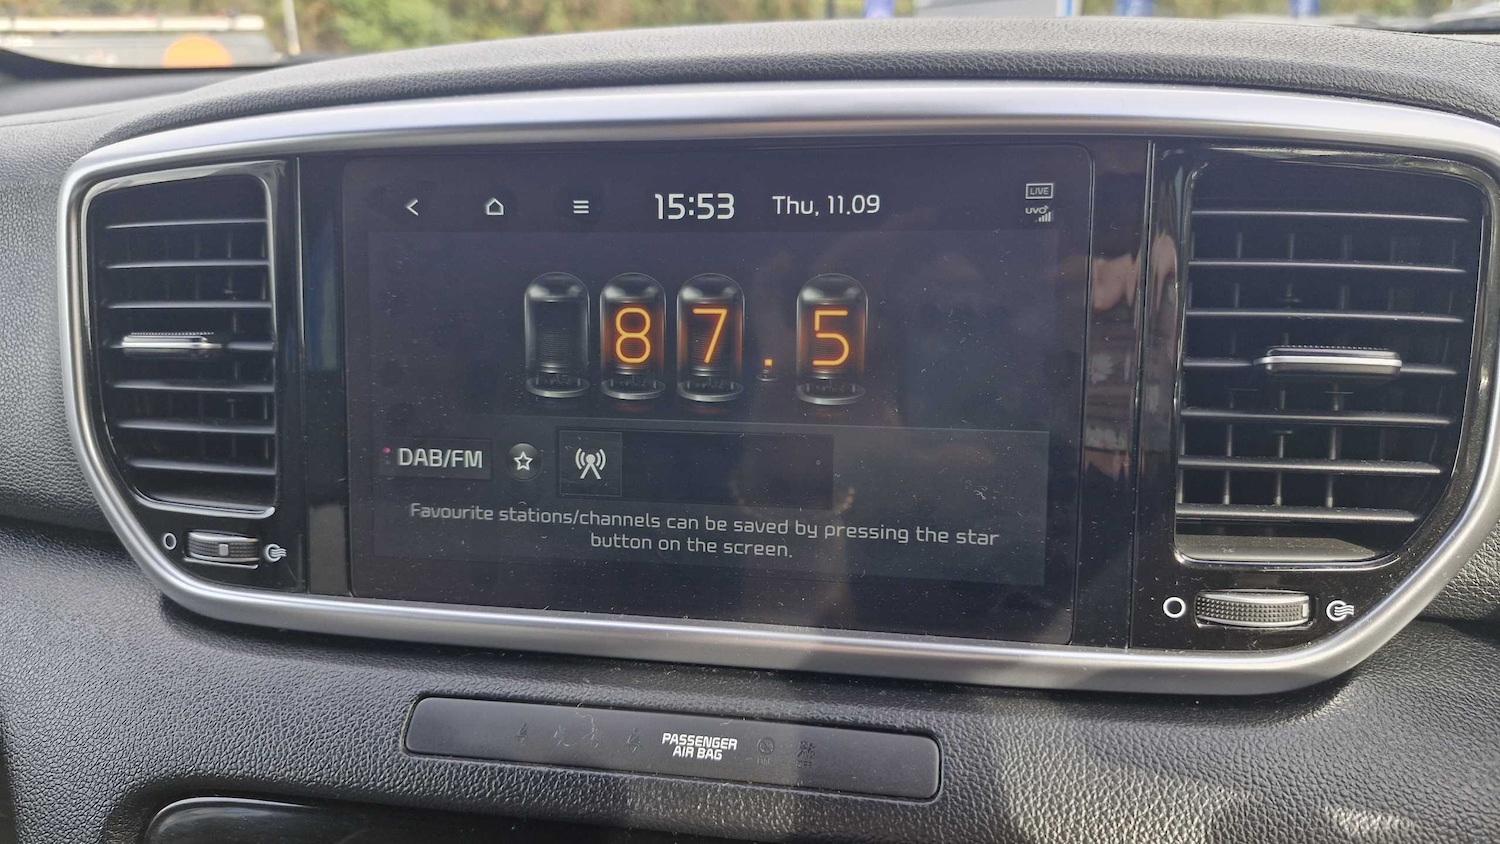 15:53 Thu, 11.09
LIVE
UVO
87.5
DAB/FM
Favourite stations/channels can be saved by pressing the star
button on the screen.
PASSENGER
AIR BAG